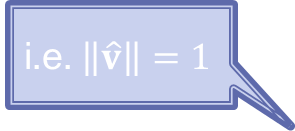 i.e. ‖v̂‖ = 1